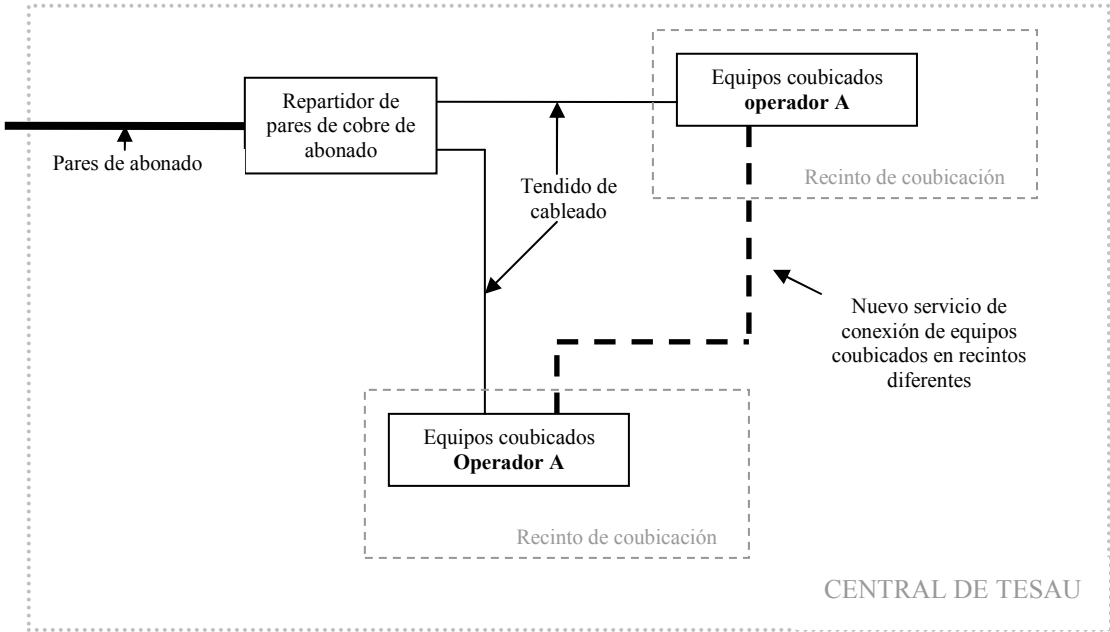 Equipos coubicados
operador A
Recinto de coubicación
Repartidor de
pares de cobre de
abonado
Pares de abonado
Tendido de
cableado
Nuevo servicio de
conexión de equipos
coubicados en recintos
diferentes
Equipos coubicados
Operador A
Recinto de coubicación
CENTRAL DE TESAU